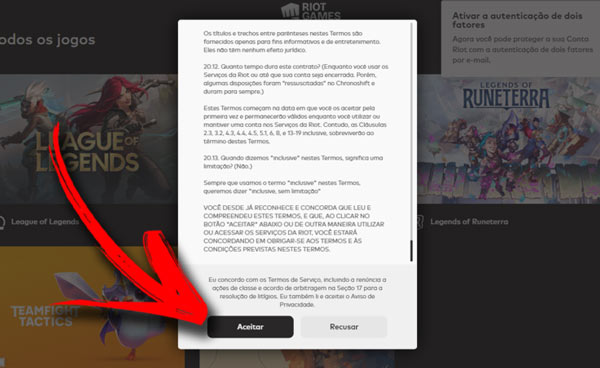 RIOT
GAMES
Ativar a autenticação de dois
fatores
Agora você pode proteger a sua Conta
Riot com a autenticação de dois fatores
por e-mail.
odos os jogos
Os títulos e trechos entre parênteses nestes Termos são
fornecidos apenas para fins informativos e de entretenimento.
Eles não têm nenhum efeito jurídico.
20.12. Quanto tempo dura este contrato? (Enquanto você usar os
Serviços da Riot ou até que sua conta seja encerrada. Porém,
algumas disposições foram "ressuscitadas" no Chronoshift e
duram para sempre.)
Estes Termos começam na data em que você os aceita pela
primeira vez e permanecerão válidos enquanto você utilizar ou
mantiver uma conta nos Serviços da Riot. Contudo, as Cláusulas
2.3, 3.2, 4.3, 4.4, 4.5, 5.1, 6, 8, e 13-19 inclusive, sobreviverão ao
término destes Termos.
20.13. Quando dizemos "inclusive" nestes Termos, significa uma
limitação? (Não.)
Sempre que usamos o termo "inclusive" nestes Termos,
queremos dizer "inclusive, sem limitação"
VOCÊ DESDE JÁ RECONHECE E CONCORDA QUE LEU E
COMPREENDEU ESTES TERMOS, E QUE, AO CLICAR NO
BOTÃO "ACEITAR" ABAIXO OU DE OUTRA MANEIRA UTILIZAR
OU ACESSAR OS SERVIÇOS DA RIOT, VOCÊ ESTARÁ
CONCORDANDO EM OBRIGAR-SE AOS TERMOS E ÀS
CONDIÇÕES PREVISTAS NESTES TERMOS.
Eu concordo com os Termos de Serviço, incluindo a renúncia a
ações de classe e acordo de arbitragem na Seção 17 para a
resolução de litígios. Eu também li e aceitei o Aviso de
Privacidade.
Aceitar
Recusar
LEAGUE OF
LEGENDS
League of Legends
LEGENDS OF
RUNETERRA
Legends of Runeterra
TEAMFIGHT
TACTICS